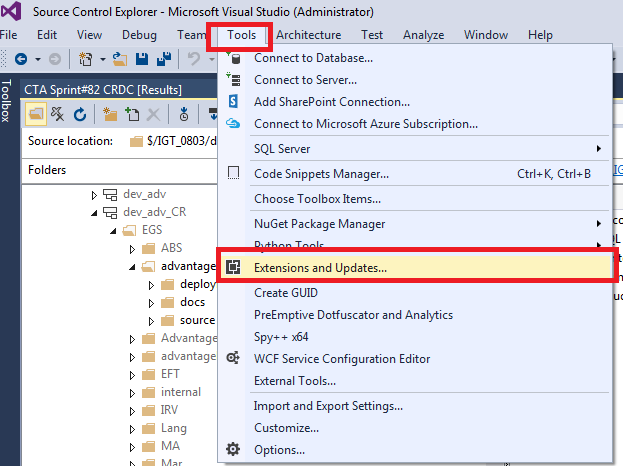 Source Control Explorer - Microsoft Visual Studio (Administrator)
File Edit View Debug Team Tools Architecture Test Analyze Window Help
Toolbox
CTA Sprint#82 CRDC [Results]
Source location: $/IGT_0803/d
Folders
dev_adv
dev_adv_CR
EGS
ABS
advantage
deploy
docs
source
Advantage
advantage
EFT
internal
IRV
Lang
MA
Mar
Connect to Database...
Connect to Server...
Add SharePoint Connection...
Connect to Microsoft Azure Subscription...
SQL Server
Code Snippets Manager... Ctrl+K, Ctrl+B
Choose Toolbox Items...
NuGet Package Manager
Python Tools
Extensions and Updates...
Create GUID
PreEmptive Dotfuscator and Analytics
Spy++ x64
WCF Service Configuration Editor
External Tools...
Import and Export Settings...
Customize...
Options...